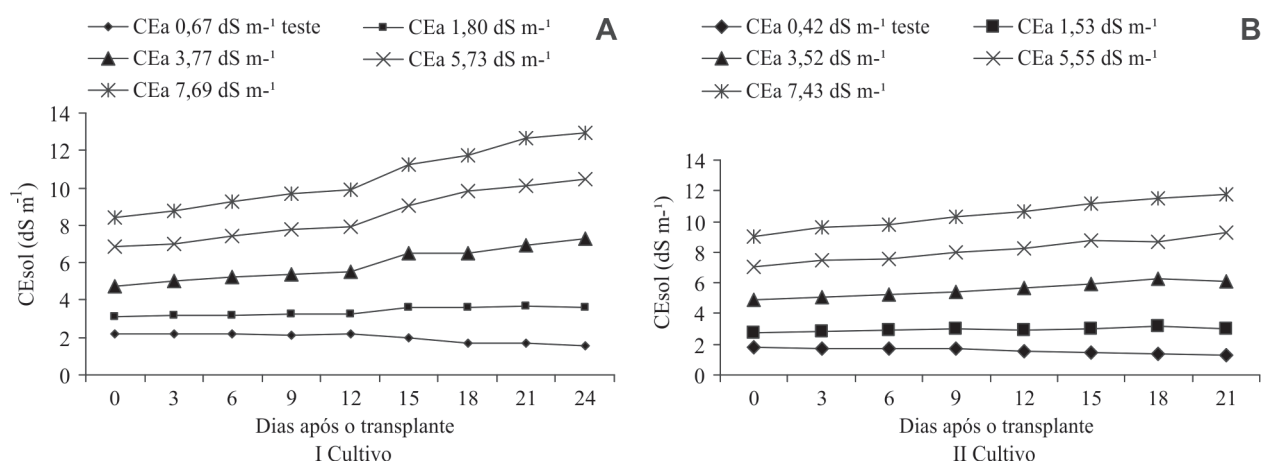 CEa 0,67 dS m-¹ teste
CEa 1,80 dS m-¹
CEa 3,77 dS m-¹
CEa 5,73 dS m-¹
CEa 7,69 dS m-¹
A
CEsol (dS m-¹)
14
12
10
8
6
4
2
0
0 3 6 9 12 15 18 21 24
Dias após o transplante
I Cultivo
CEa 0,42 dS m-¹ teste
CEa 1,53 dS m-¹
CEa 3,52 dS m-¹
CEa 5,55 dS m-¹
CEa 7,43 dS m-¹
B
CEsol (dS m-¹)
14
12
10
8
6
4
2
0
0 3 6 9 12 15 18 21
Dias após o transplante
II Cultivo